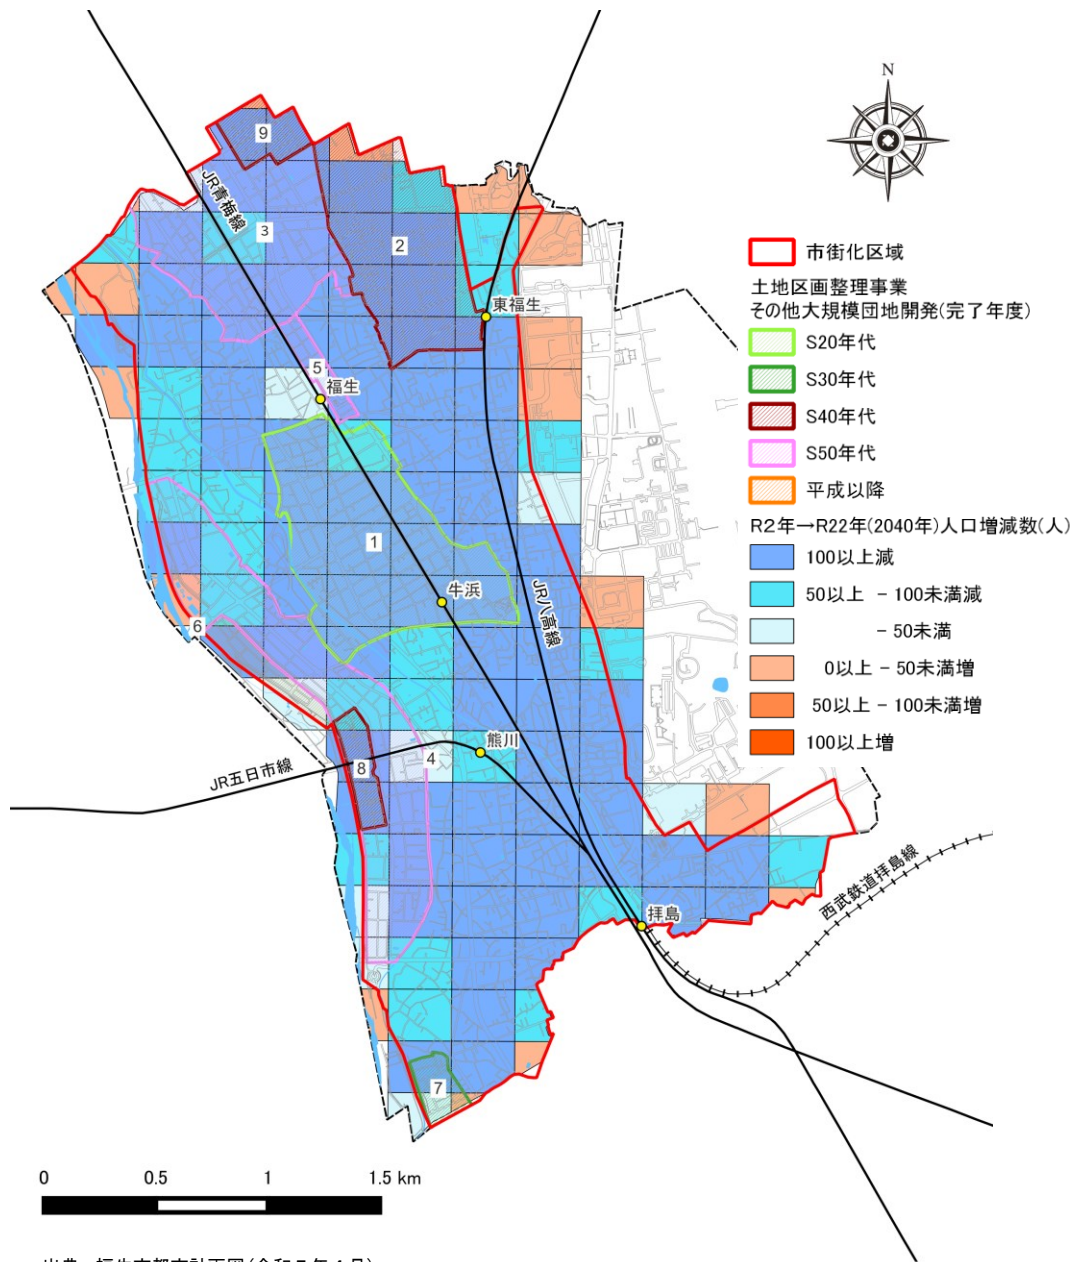 N
9
JR青梅線
3
2
東福生
5
福生
1
牛浜
JR八高線
6
熊川
4
8
JR五日市線
拝島
西武鉄道拝島線
7
市街化区域
土地区画整理事業
その他大規模団地開発(完了年度)
S20年代
S30年代
S40年代
S50年代
平成以降
R2年→R22年(2040年)人口増減数(人)
100以上減
50以上 - 100未満減
- 50未満
0以上 - 50未満増
50以上 - 100未満増
100以上増
0 0.5 1 1.5 km